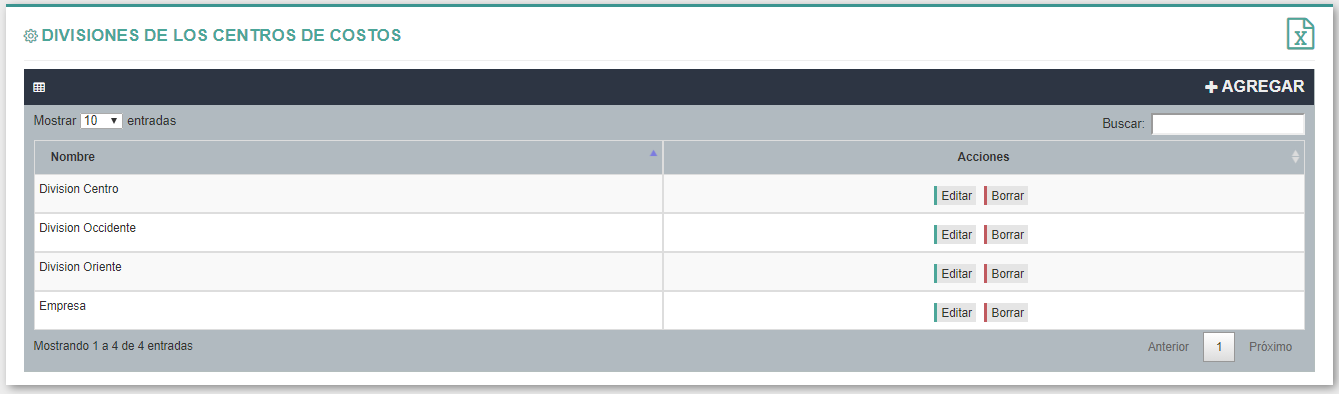 DIVISIONES DE LOS CENTROS DE COSTOS
AGREGAR
Mostrar 10 entradas
Buscar:
Nombre Acciones
Division Centro Editar Borrar
Division Occidente Editar Borrar
Division Oriente Editar Borrar
Empresa Editar Borrar
Mostrando 1 a 4 de 4 entradas
Anterior 1 Próximo